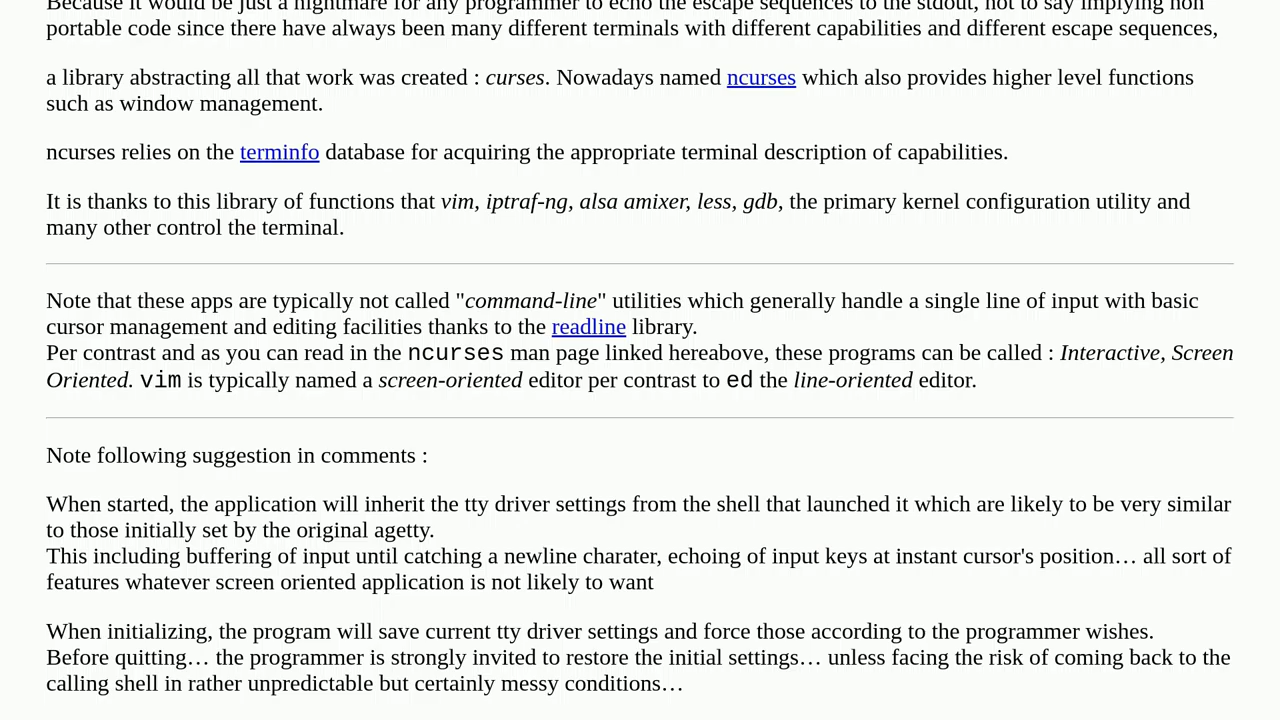 Because it would be just a nightmare for any programmer to echo the escape sequences to the stdout, not to say implying non
portable code since there have always been many different terminals with different capabilities and different escape sequences,
a library abstracting all that work was created : curses. Nowadays named ncurses which also provides higher level functions
such as window management.
ncurses relies on the terminfo database for acquiring the appropriate terminal description of capabilities.
It is thanks to this library of functions that vim, iptraf-ng, alsa amixer, less, gdb, the primary kernel configuration utility and
many other control the terminal.
Note that these apps are typically not called "command-line" utilities which generally handle a single line of input with basic
cursor management and editing facilities thanks to the readline library.
Per contrast and as you can read in the ncurses man page linked hereabove, these programs can be called : Interactive, Screen
Oriented. vim is typically named a screen-oriented editor per contrast to ed the line-oriented editor.
Note following suggestion in comments :
When started, the application will inherit the tty driver settings from the shell that launched it which are likely to be very similar
to those initially set by the original agetty.
This including buffering of input until catching a newline charater, echoing of input keys at instant cursor's position… all sort of
features whatever screen oriented application is not likely to want
When initializing, the program will save current tty driver settings and force those according to the programmer wishes.
Before quitting… the programmer is strongly invited to restore the initial settings… unless facing the risk of coming back to the
calling shell in rather unpredictable but certainly messy conditions…